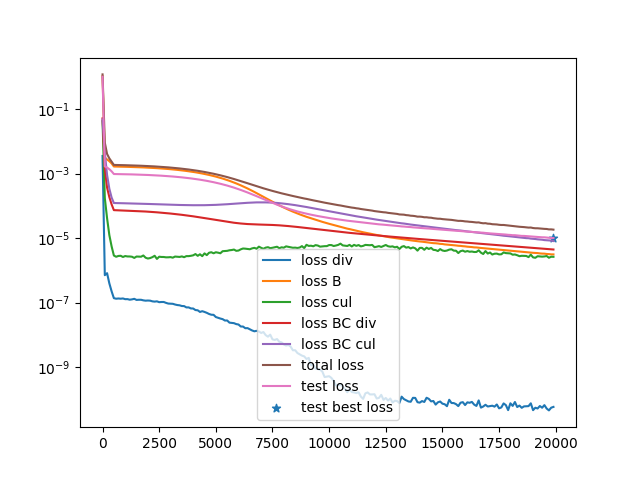 10⁻¹
10⁻³
10⁻⁵
10⁻⁷
10⁻⁹
loss div
loss B
loss cul
loss BC div
loss BC cul
total loss
test loss
test best loss
0 2500 5000 7500 10000 12500 15000 17500 20000